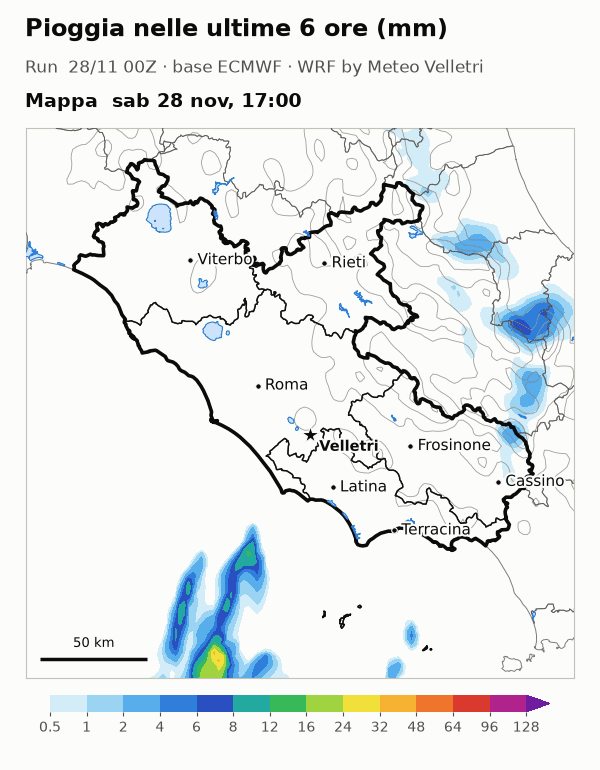 Pioggia nelle ultime 6 ore (mm)
Run  28/11 00Z · base ECMWF · WRF by Meteo Velletri
Mappa  sab 28 nov, 17:00
Viterbo
Rieti
Roma
Velletri
Frosinone
Cassino
Latina
Terracina
50 km
0.5 1 2 4 6 8 12 16 24 32 48 64 96 128